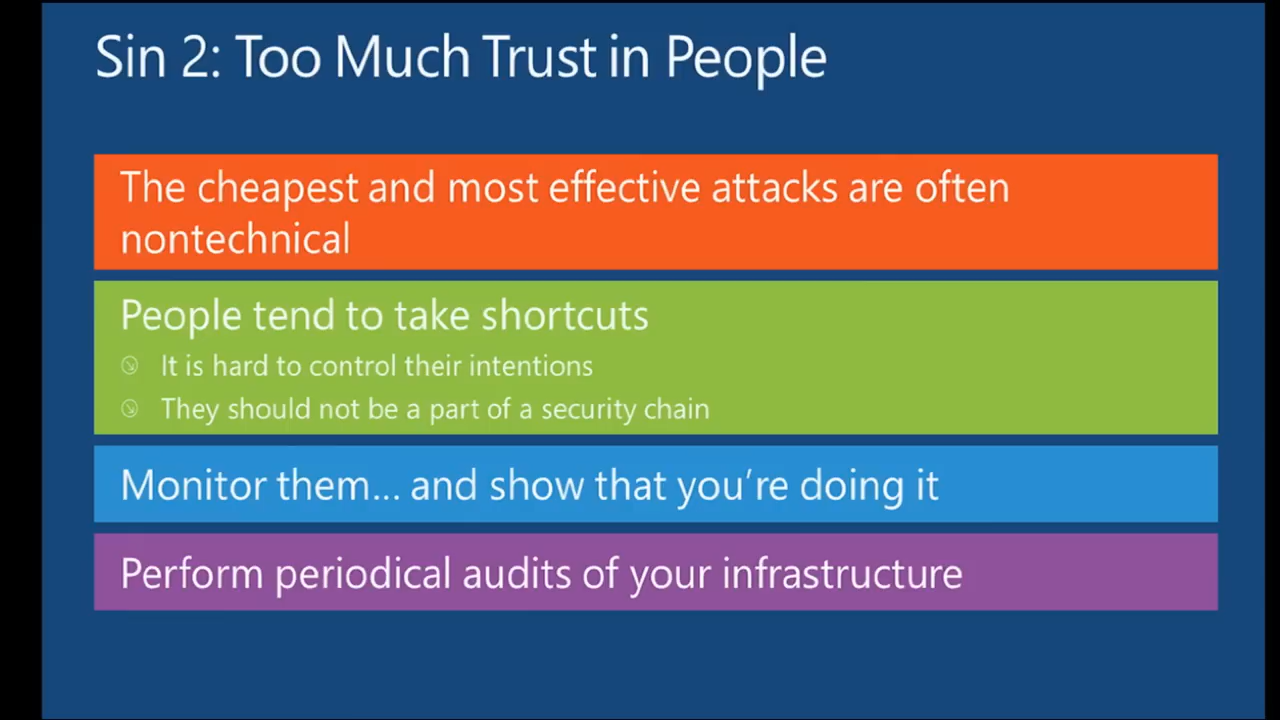 Sin 2: Too Much Trust in People
The cheapest and most effective attacks are often
nontechnical
People tend to take shortcuts
It is hard to control their intentions
They should not be a part of a security chain
Monitor them... and show that you’re doing it
Perform periodical audits of your infrastructure